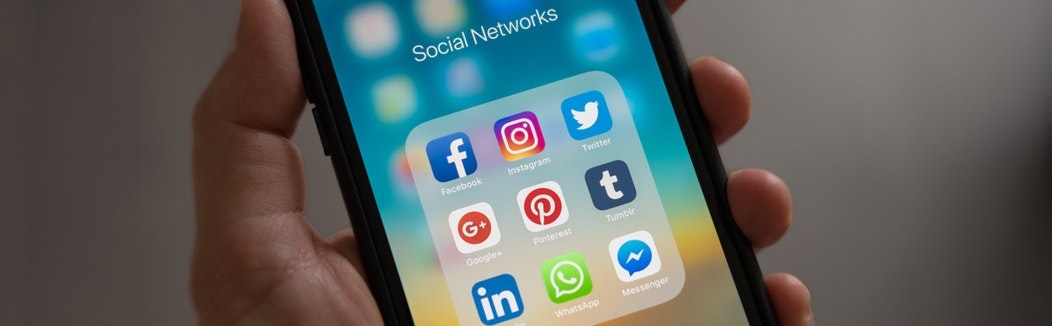 Social Networks
Facebook
Instagram
Twitter
Google+
Pinterest
Tumblr
WhatsApp
Messenger